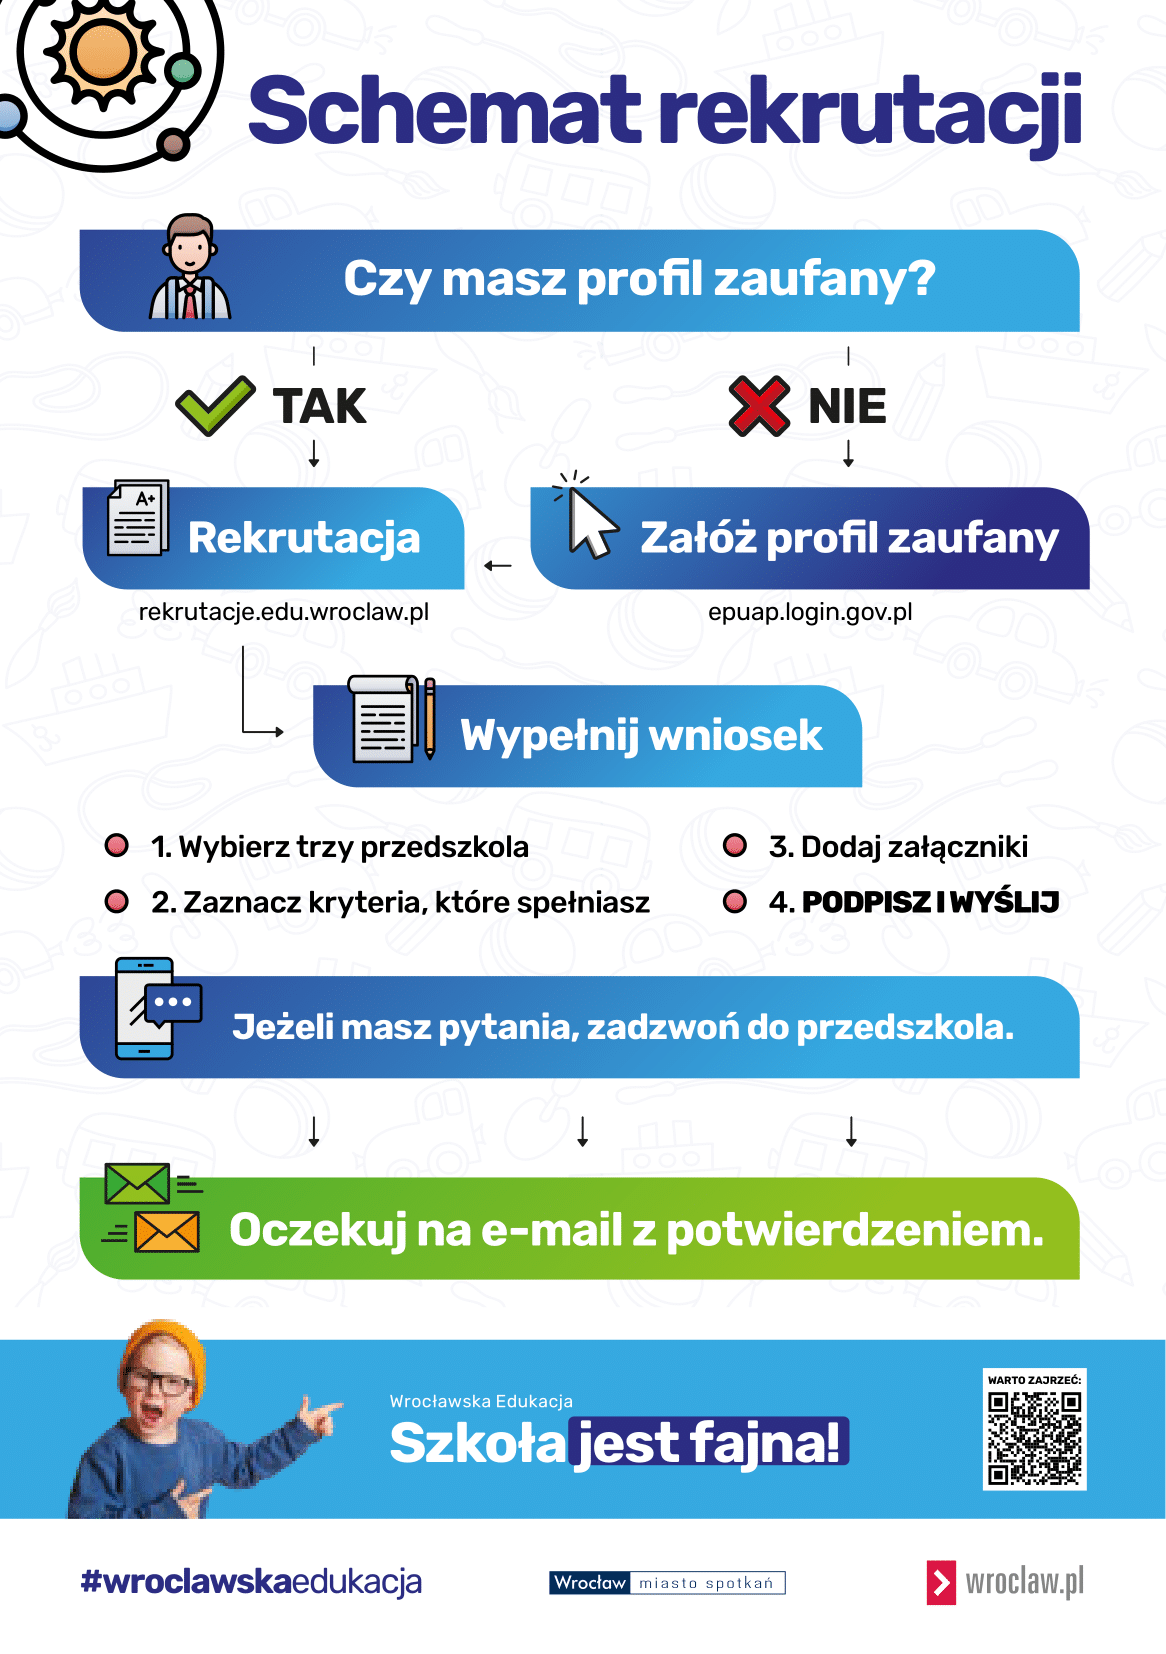 Schemat rekrutacji
Czy masz profil zaufany?
TAK
NIE
A+
Rekrutacja
Załóż profil zaufany
rekrutacje.edu.wroclaw.pl
epuap.login.gov.pl
Wypełnij wniosek
1. Wybierz trzy przedszkola
2. Zaznacz kryteria, które spełniasz
3. Dodaj załączniki
4. PODPISZ I WYŚLIJ
Jeżeli masz pytania, zadzwoń do przedszkola.
Oczekuj na e-mail z potwierdzeniem.
Wrocławska Edukacja
Szkoła jest fajna!
WARTO ZAJRZEĆ:
#wroclawskaedukacja
Wrocław miasto spotkań
wroclaw.pl